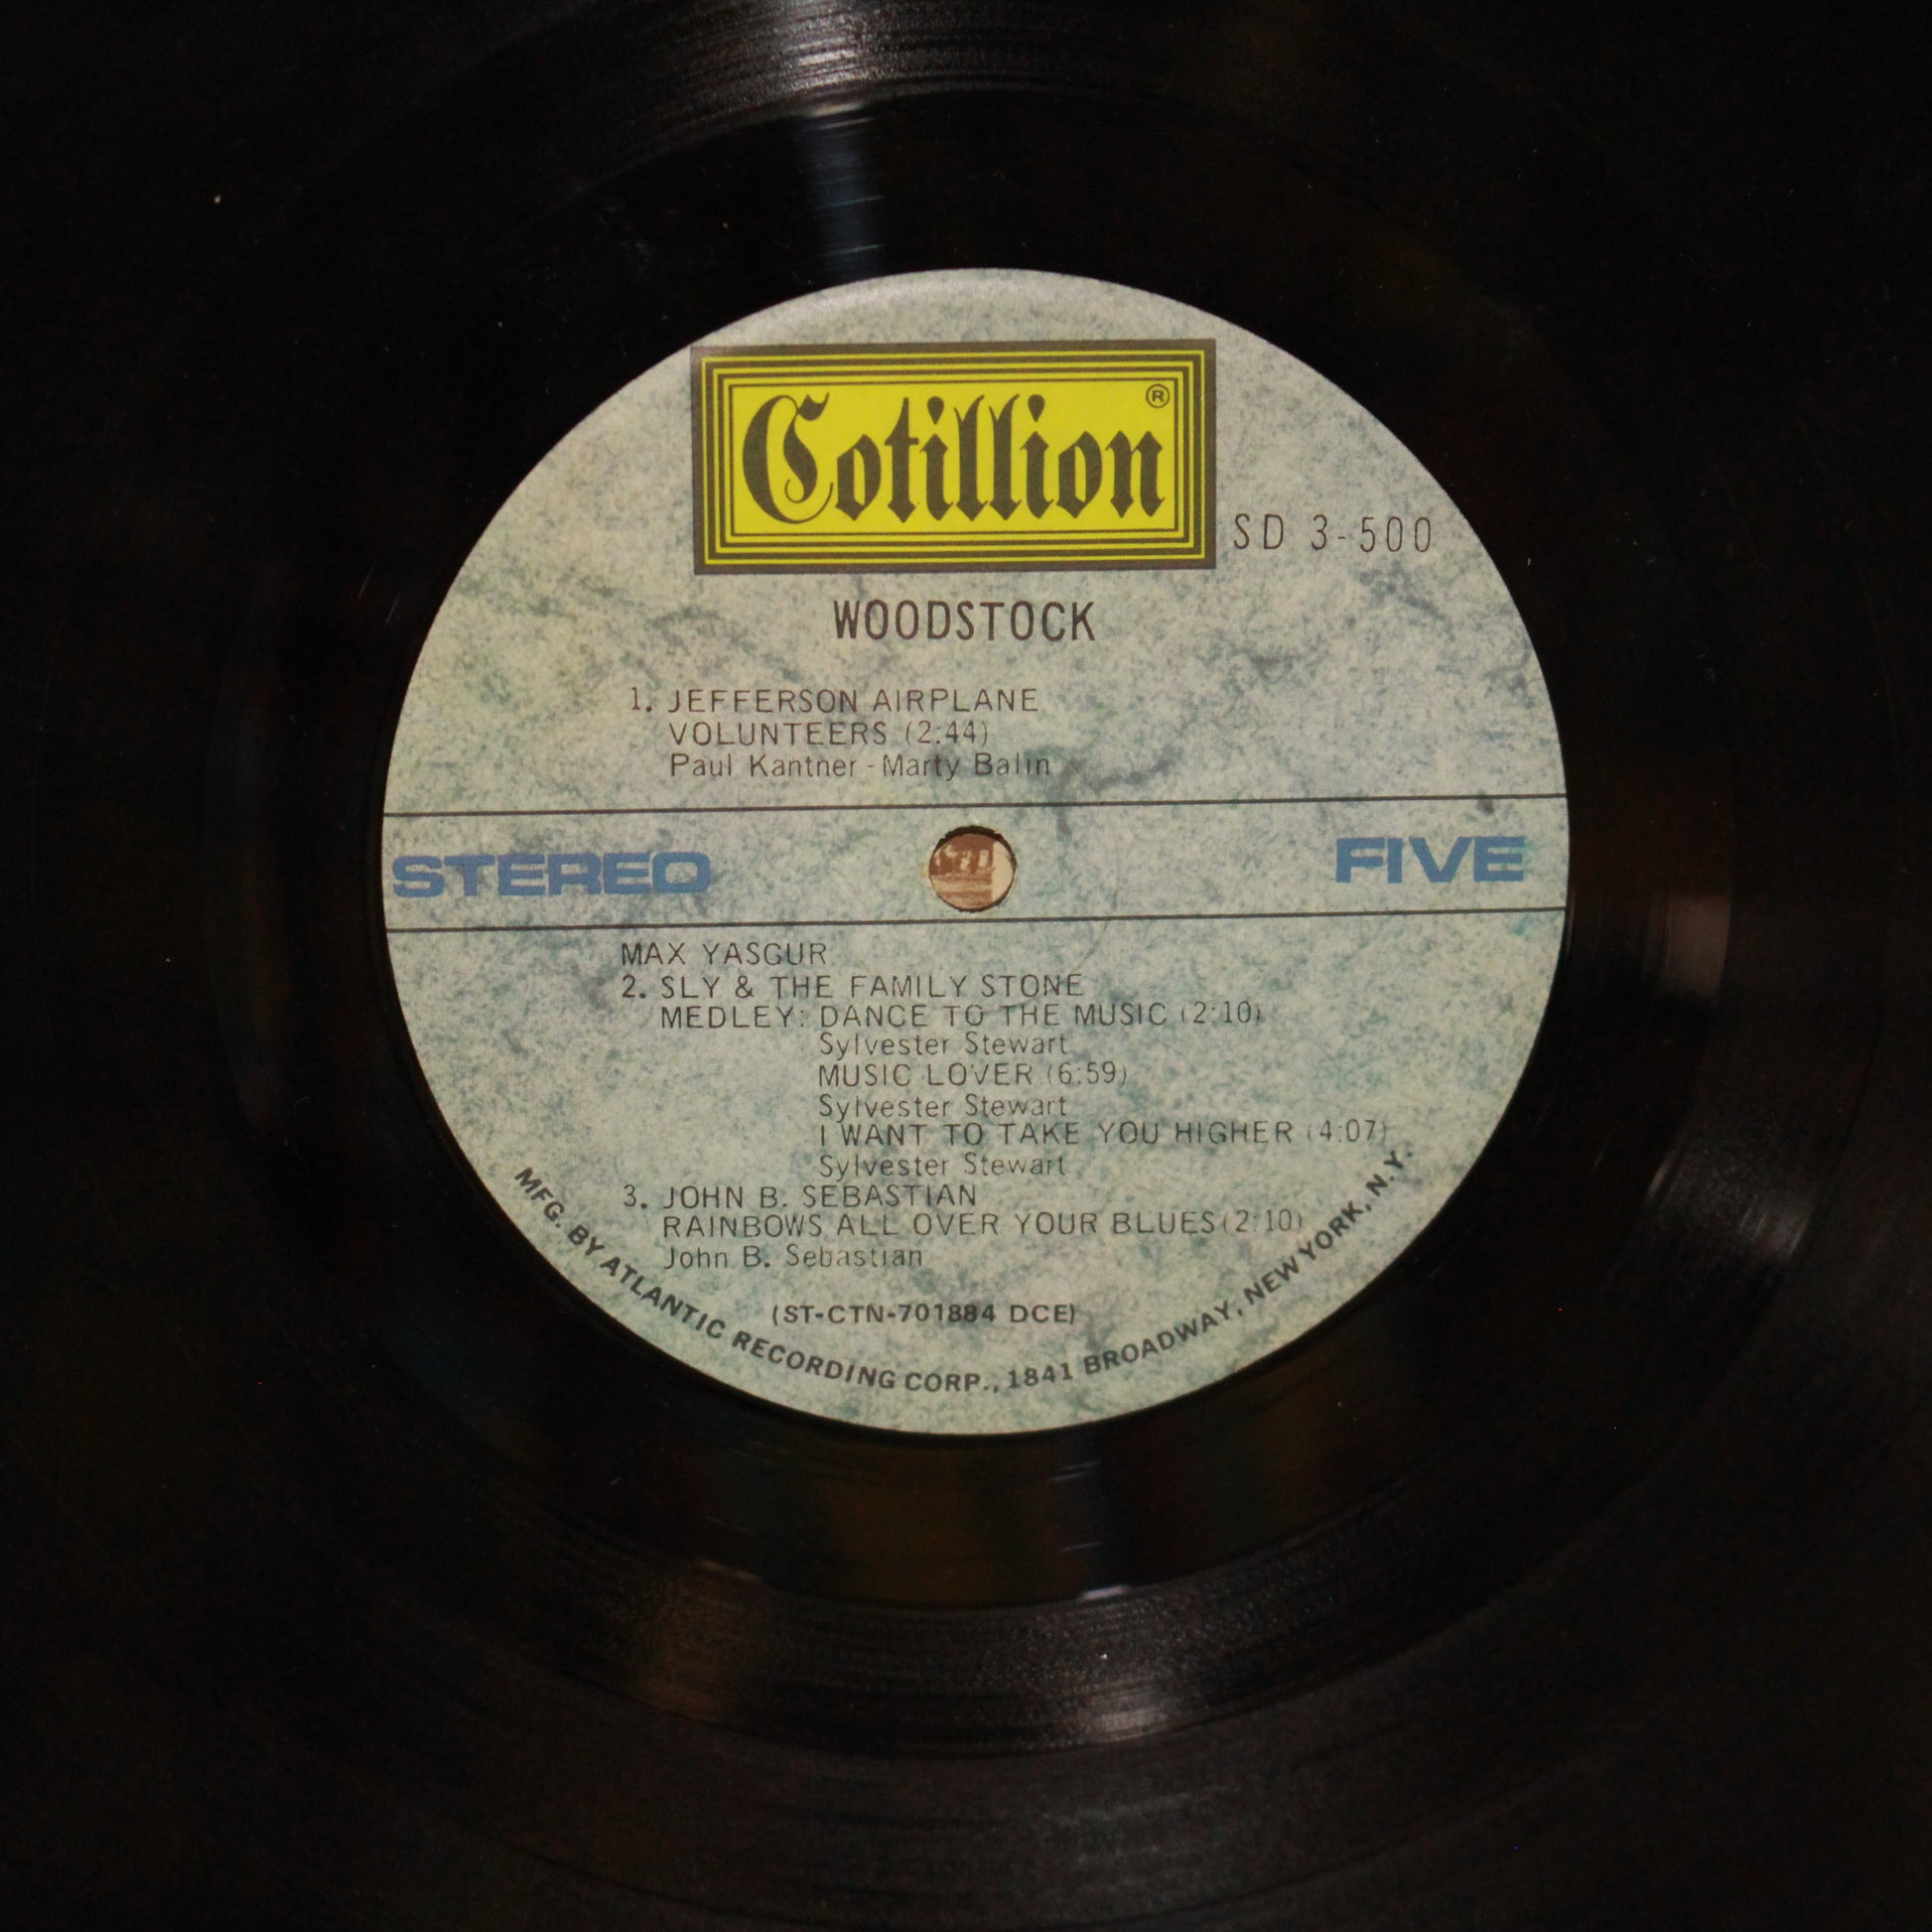 Cotillion ®
SD 3-500
WOODSTOCK
1. JEFFERSON AIRPLANE
VOLUNTEERS (2:44)
Paul Kantner - Marty Balin
STEREO
FIVE
MAX YASGUR
2. SLY & THE FAMILY STONE
MEDLEY: DANCE TO THE MUSIC (2:10)
Sylvester Stewart
MUSIC LOVER (6:59)
Sylvester Stewart
I WANT TO TAKE YOU HIGHER (4:07)
Sylvester Stewart
3. JOHN B. SEBASTIAN
RAINBOWS ALL OVER YOUR BLUES (2:10)
John B. Sebastian
(ST-CTN-701884 DCE)
MFG. BY ATLANTIC RECORDING CORP., 1841 BROADWAY, NEW YORK, N.Y.